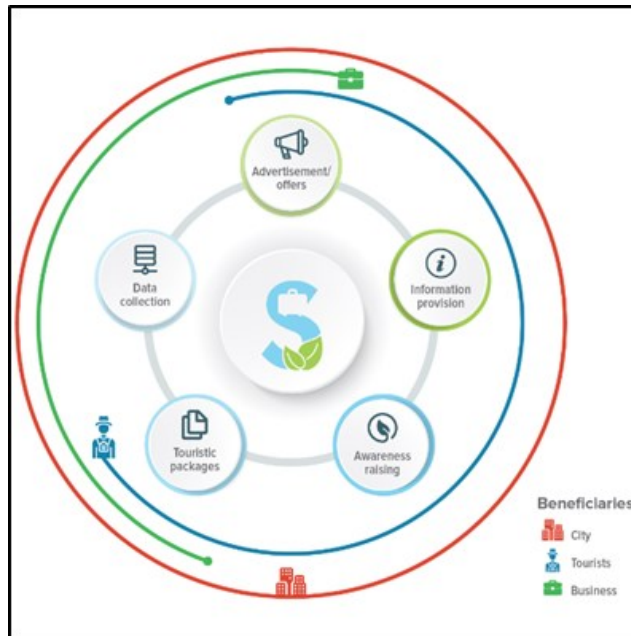 Advertisement/
offers
Data
collection
Information
provision
S
Touristic
packages
Awareness
raising
Beneficiaries
City
Tourists
Business